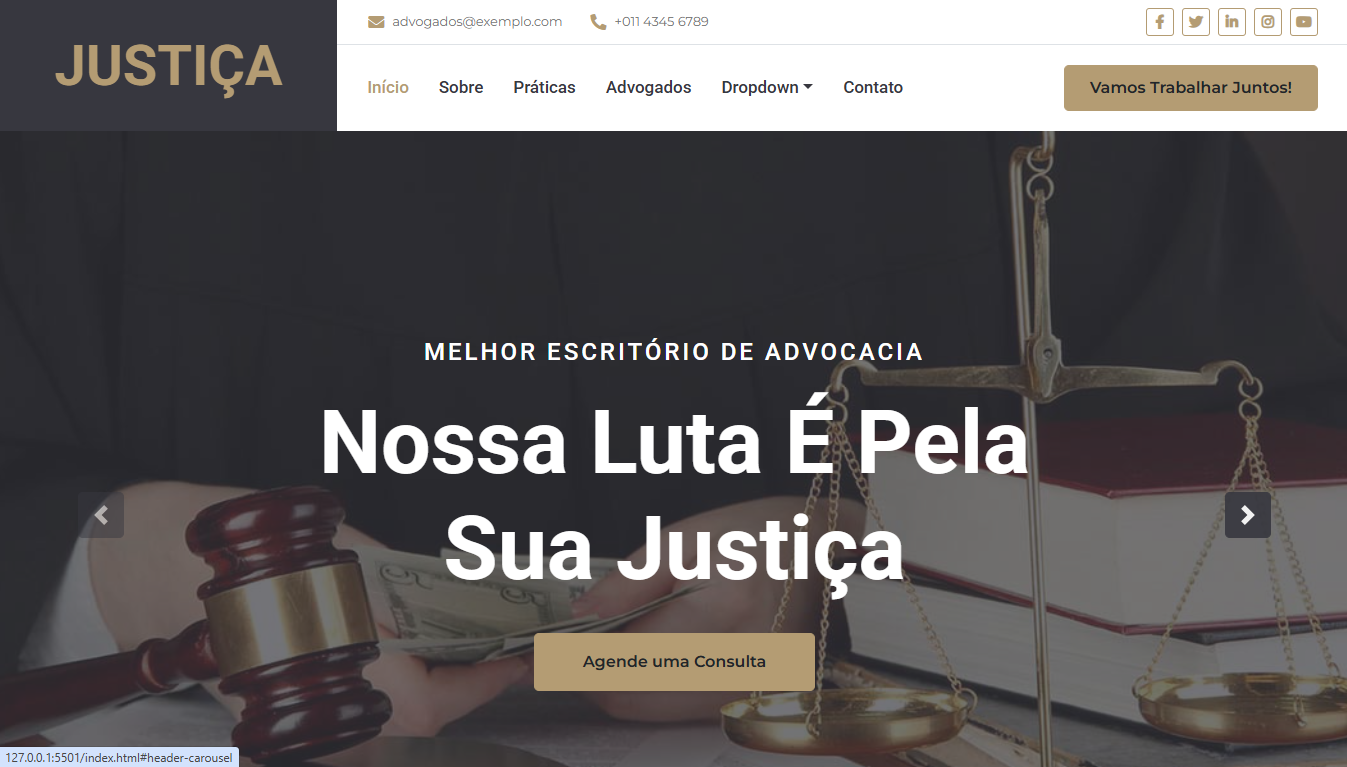 JUSTIÇA
advogados@exemplo.com
+011 4345 6789
Início
Sobre
Práticas
Advogados
Dropdown
Contato
Vamos Trabalhar Juntos!
MELHOR ESCRITÓRIO DE ADVOCACIA
Nossa Luta É Pela
Sua Justiça
Agende uma Consulta
127.0.0.1:5501/index.html#header-carousel